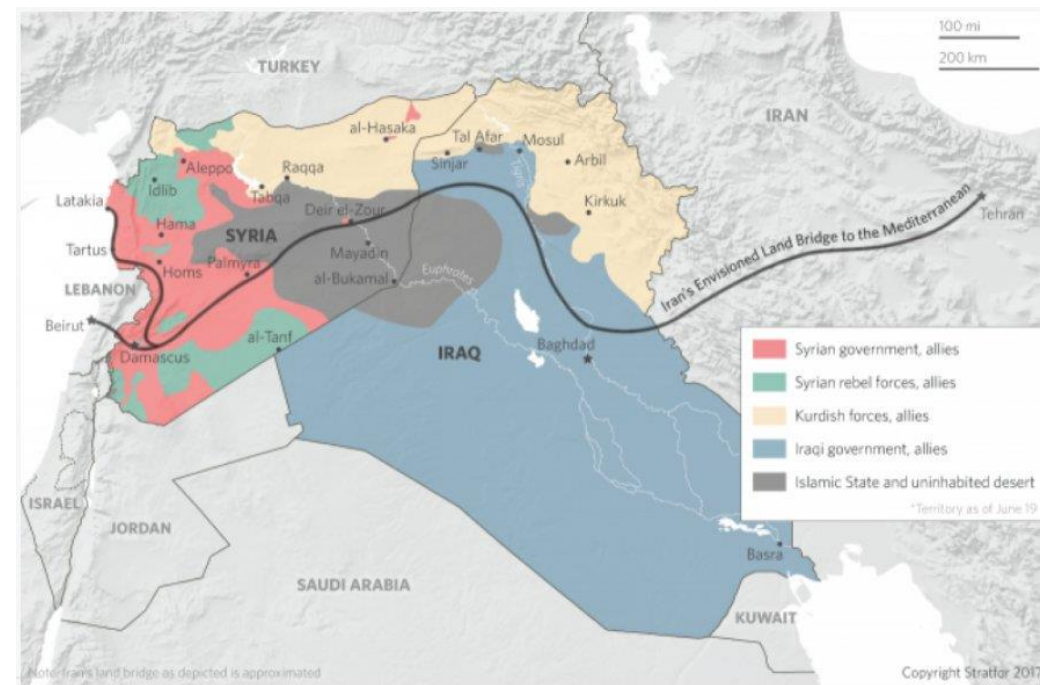 100 mi
200 km
TURKEY
IRAN
al-Hasaka
Tal Afar
Mosul
Sinjar
Arbil
Aleppo
Raqqa
Tigris
Idlib
Tabqa
Kirkuk
Latakia
Deir el-Zour
Tehran
Hama
SYRIA
Mayadin
Tartus
Homs
Palmyra
al-Bukamal
Euphrates
Iran's Envisioned Land Bridge to the Mediterranean
LEBANON
Beirut
al-Tanf
Damascus
IRAQ
Baghdad
Syrian government, allies
Syrian rebel forces, allies
Kurdish forces, allies
Iraqi government, allies
Islamic State and uninhabited desert
*Territory as of June 19
ISRAEL
JORDAN
Basra
SAUDI ARABIA
KUWAIT
Note: Iran's land bridge as depicted is approximated
Copyright Stratfor 2017